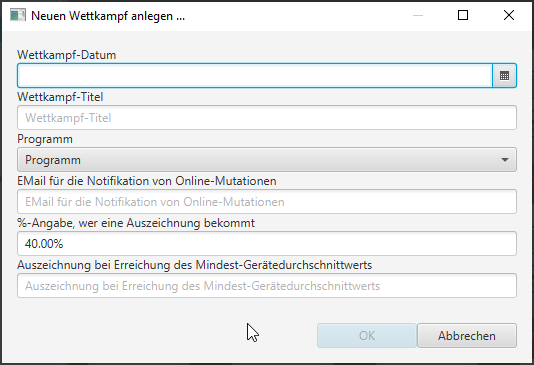 Neuen Wettkampf anlegen ...
Wettkampf-Datum
Wettkampf-Titel
Wettkampf-Titel
Programm
Programm
EMail für die Notifikation von Online-Mutationen
EMail für die Notifikation von Online-Mutationen
%-Angabe, wer eine Auszeichnung bekommt
40.00%
Auszeichnung bei Erreichung des Mindest-Gerätedurchschnittwerts
Auszeichnung bei Erreichung des Mindest-Gerätedurchschnittwerts
OK Abbrechen